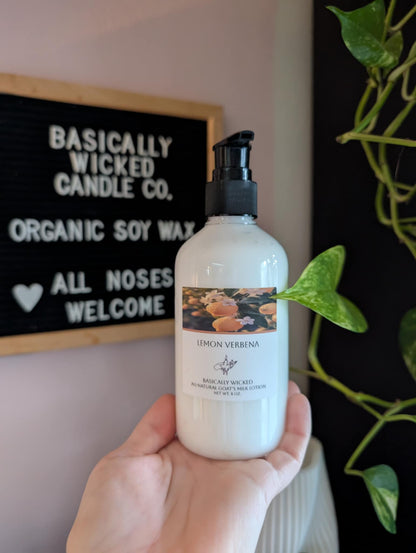 BASICALLY
WICKED
CANDLE CO.
ORGANIC SOY WAX
♥ ALL NOSES
WELCOME
LEMON VERBENA
BASICALLY WICKED
ALL NATURAL GOAT'S MILK LOTION
NET WT. 8 OZ.